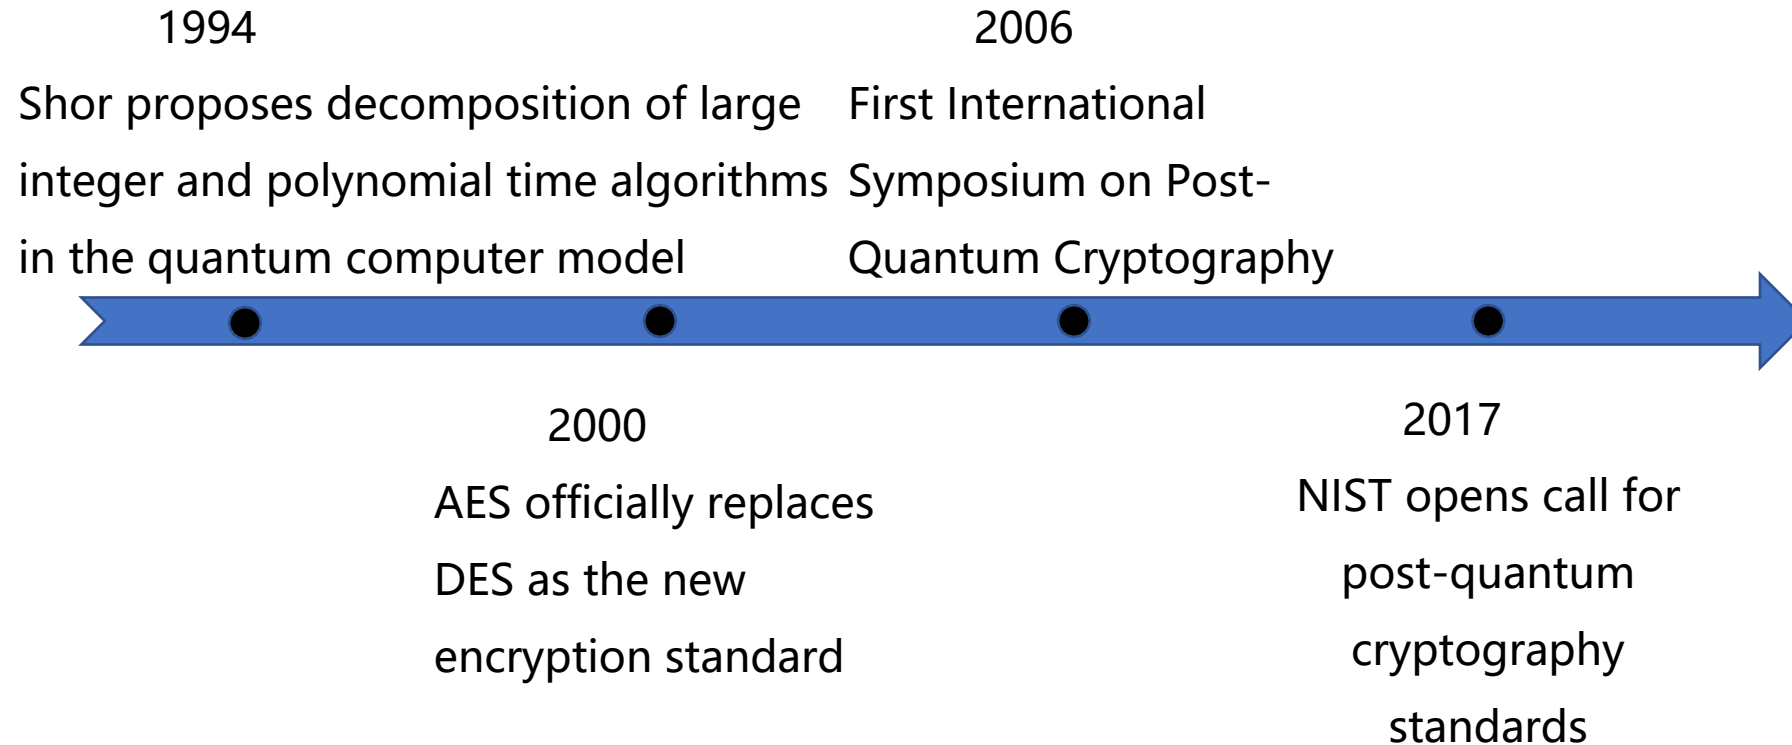 1994
Shor proposes decomposition of large
integer and polynomial time algorithms
in the quantum computer model
2006
First International
Symposium on Post-
Quantum Cryptography
2000
AES officially replaces
DES as the new
encryption standard
2017
NIST opens call for
post-quantum
cryptography
standards